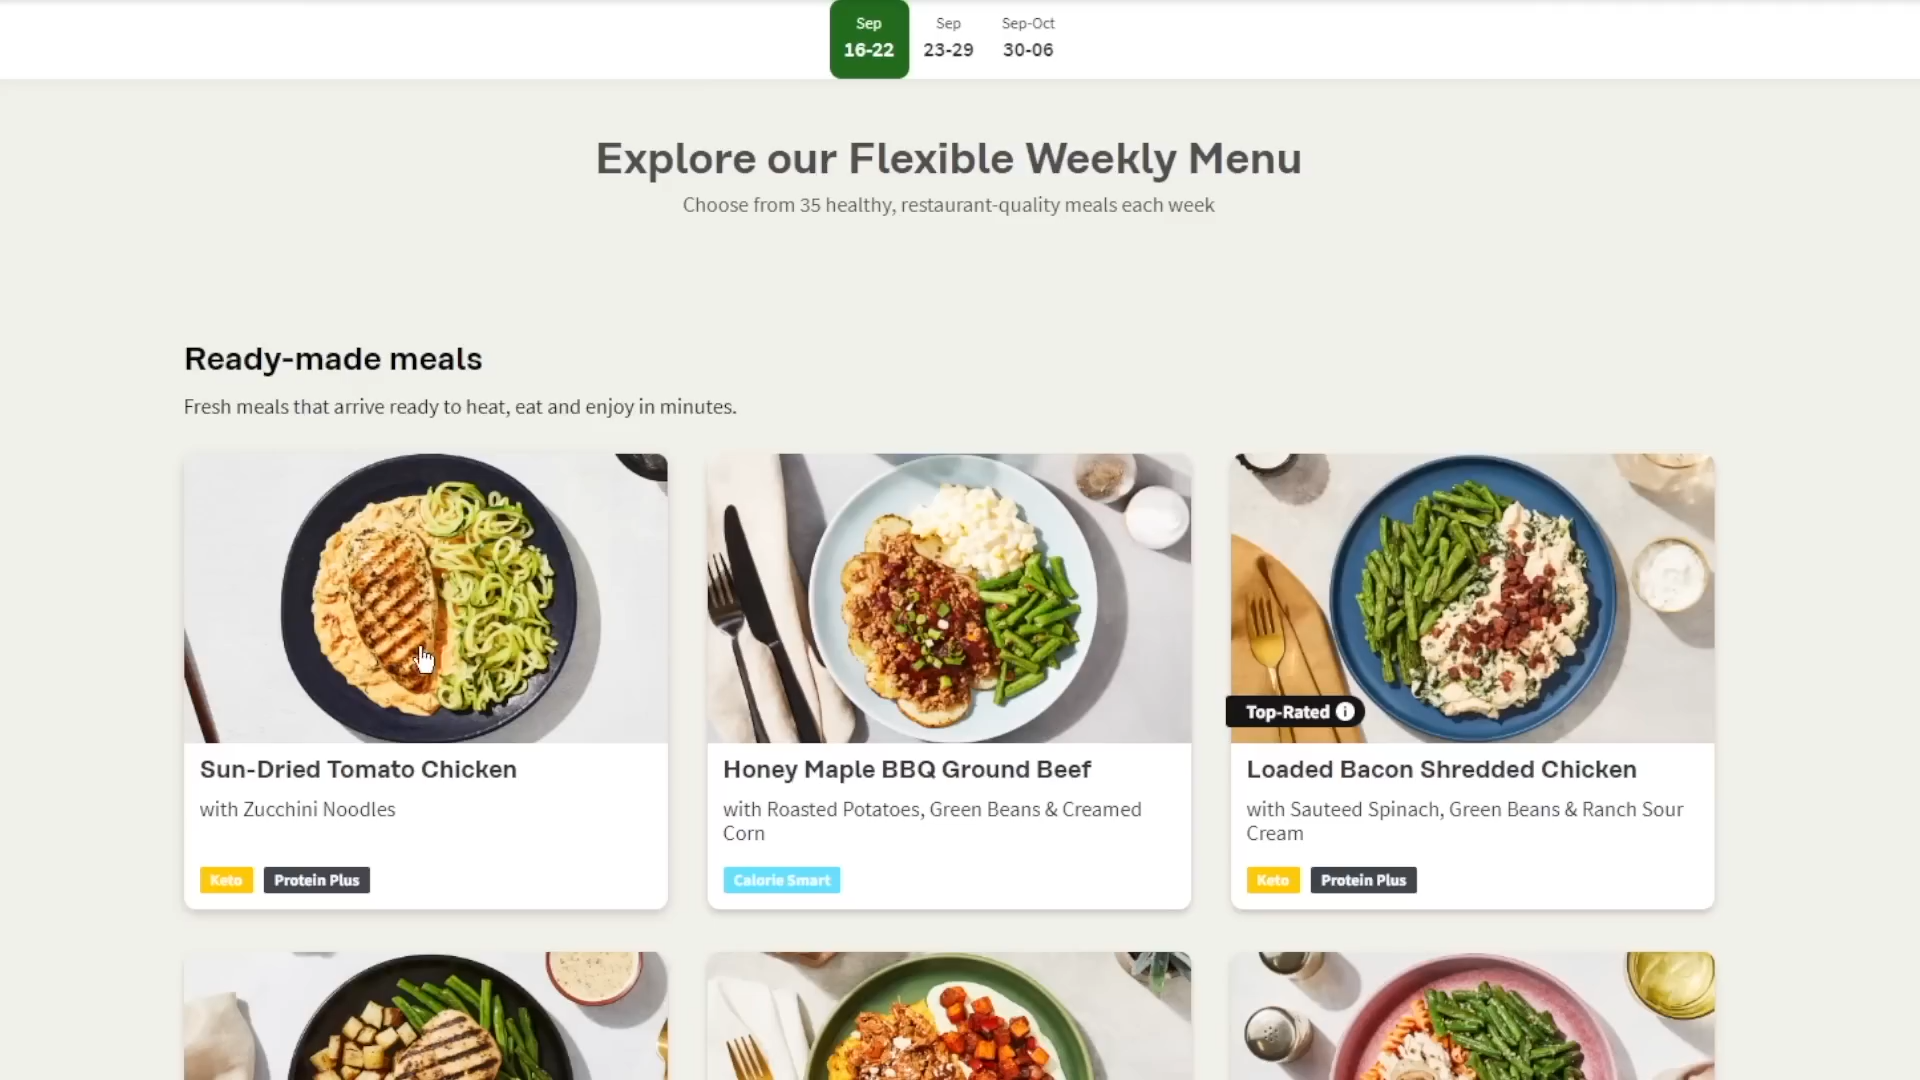 Sep
16-22
Sep
23-29
Sep-Oct
30-06
Explore our Flexible Weekly Menu
Choose from 35 healthy, restaurant-quality meals each week
Ready-made meals
Fresh meals that arrive ready to heat, eat and enjoy in minutes.
Sun-Dried Tomato Chicken
with Zucchini Noodles
Keto
Protein Plus
Honey Maple BBQ Ground Beef
with Roasted Potatoes, Green Beans & Creamed
Corn
Calorie Smart
Top-Rated i
Loaded Bacon Shredded Chicken
with Sauteed Spinach, Green Beans & Ranch Sour
Cream
Keto
Protein Plus